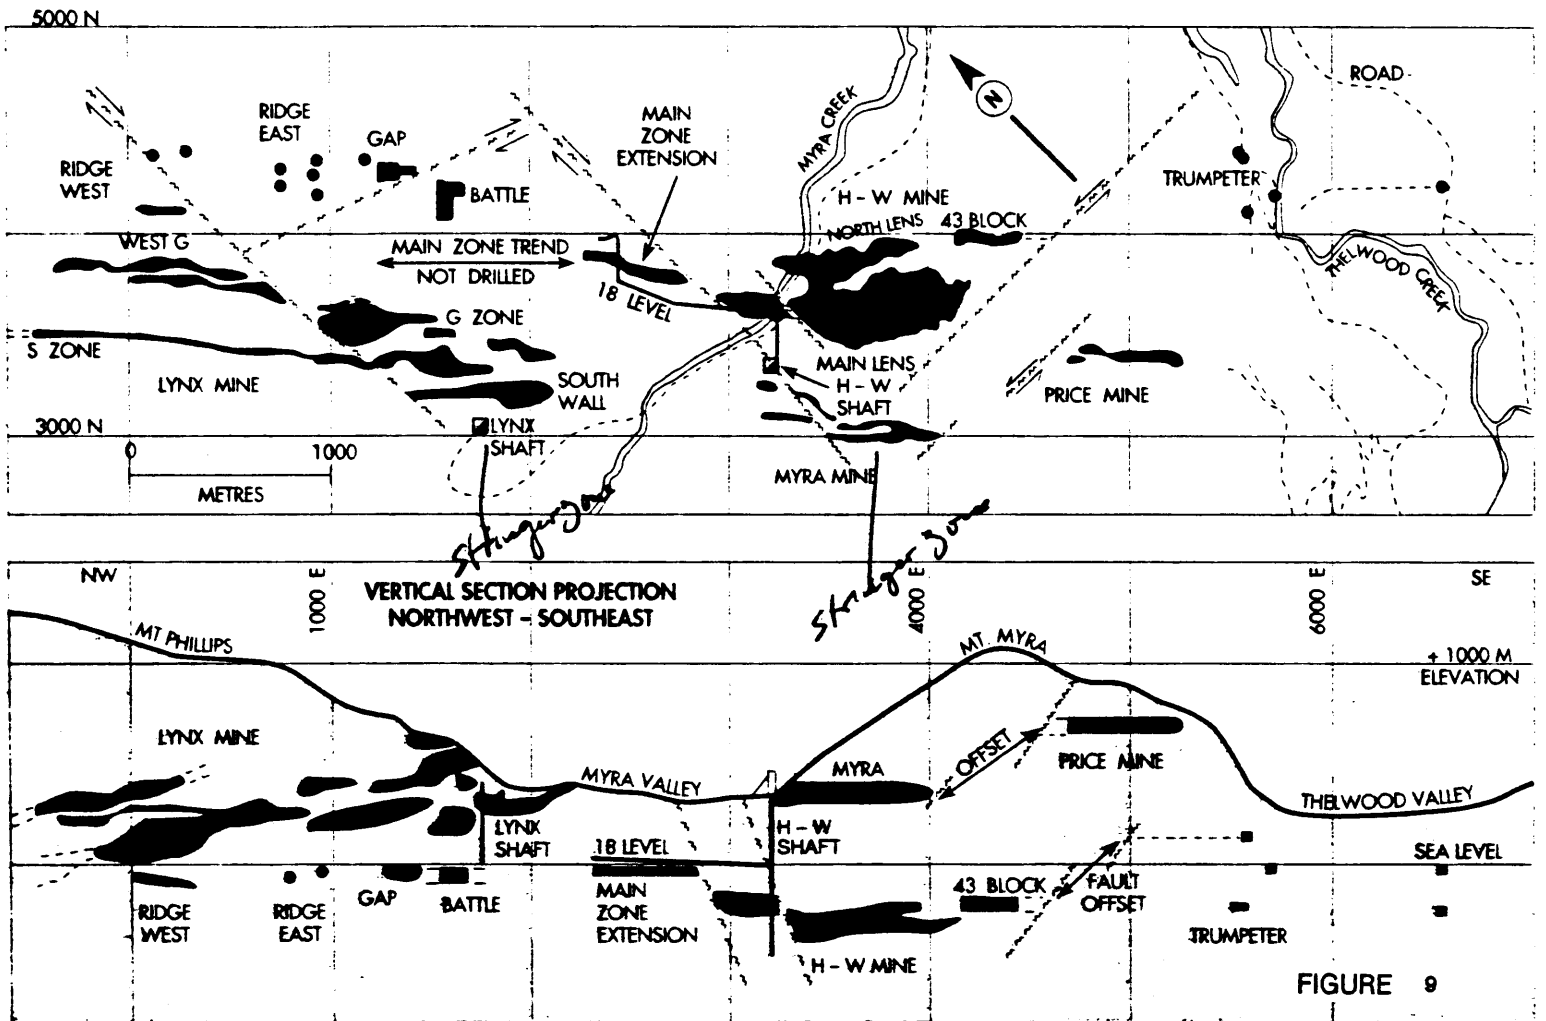 5000 N
ROAD
RIDGE
EAST
GAP
MAIN
ZONE
EXTENSION
MYRA CREEK
N
RIDGE
WEST
BATTLE
H-W MINE
TRUMPETER
NORTH LENS
43 BLOCK
WEST G
MAIN ZONE TREND
NOT DRILLED
THELWOOD CREEK
18 LEVEL
G ZONE
S ZONE
LYNX MINE
SOUTH
WALL
MAIN LENS
H-W
SHAFT
PRICE MINE
3000 N
LYNX
SHAFT
0
1000
METRES
MYRA MINE
Stringer zone
Stringer zone
NW
1000 E
VERTICAL SECTION PROJECTION
NORTHWEST - SOUTHEAST
4000 E
6000 E
SE
MT PHILLIPS
MT. MYRA
+ 1000 M
ELEVATION
LYNX MINE
MYRA VALLEY
MYRA
OFFSET
PRICE MINE
THELWOOD VALLEY
LYNX
SHAFT
H-W
SHAFT
18 LEVEL
SEA LEVEL
RIDGE
WEST
RIDGE
EAST
GAP
BATTLE
MAIN
ZONE
EXTENSION
43 BLOCK
FAULT
OFFSET
TRUMPETER
H-W MINE
FIGURE 9